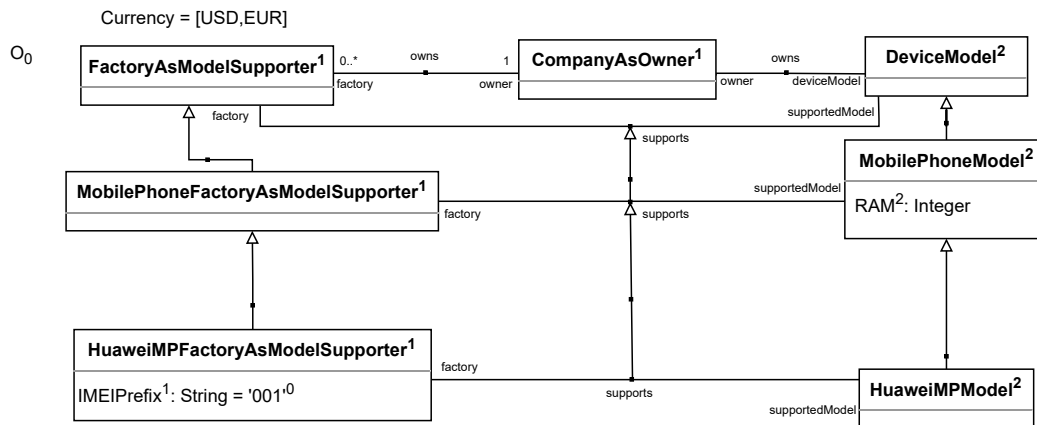 Currency = [USD,EUR]
O₀
FactoryAsModelSupporter¹
0..*
owns
1
CompanyAsOwner¹
owns
DeviceModel²
factory
owner
owner
deviceModel
factory
supportedModel
supports
MobilePhoneFactoryAsModelSupporter¹
MobilePhoneModel²
supportedModel
factory
supports
RAM²: Integer
HuaweiMPFactoryAsModelSupporter¹
factory
IMEIPrefix¹: String = '001'⁰
supports
HuaweiMPModel²
supportedModel